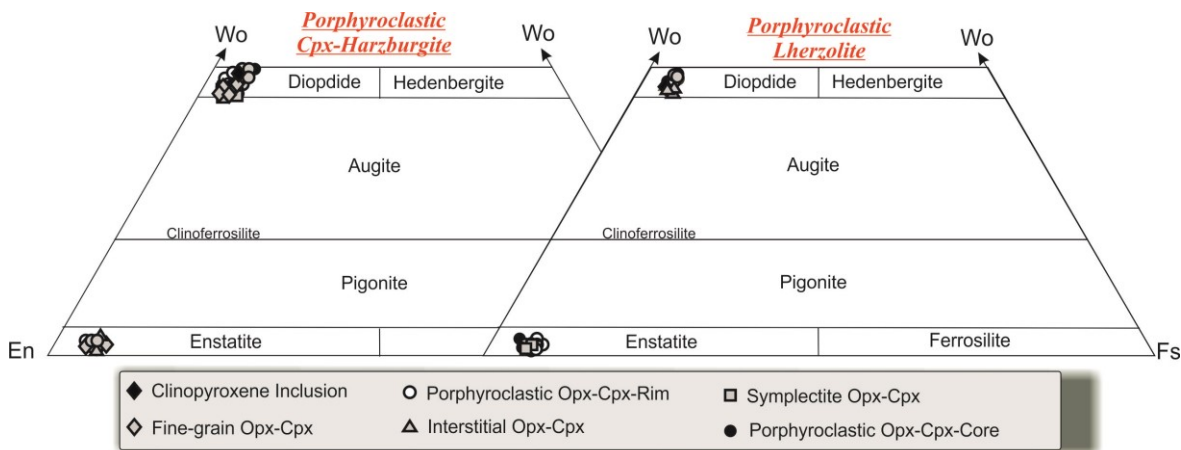 Wo
Porphyroclastic
Cpx-Harzburgite
Wo
Wo
Porphyroclastic
Lherzolite
Wo
Diopdide
Hedenbergite
Diopdide
Hedenbergite
Augite
Augite
Clinoferrosilite
Clinoferrosilite
Pigonite
Pigonite
En
Enstatite
Enstatite
Ferrosilite
Fs
Clinopyroxene Inclusion
Porphyroclastic Opx-Cpx-Rim
Symplectite Opx-Cpx
Fine-grain Opx-Cpx
Interstitial Opx-Cpx
Porphyroclastic Opx-Cpx-Core